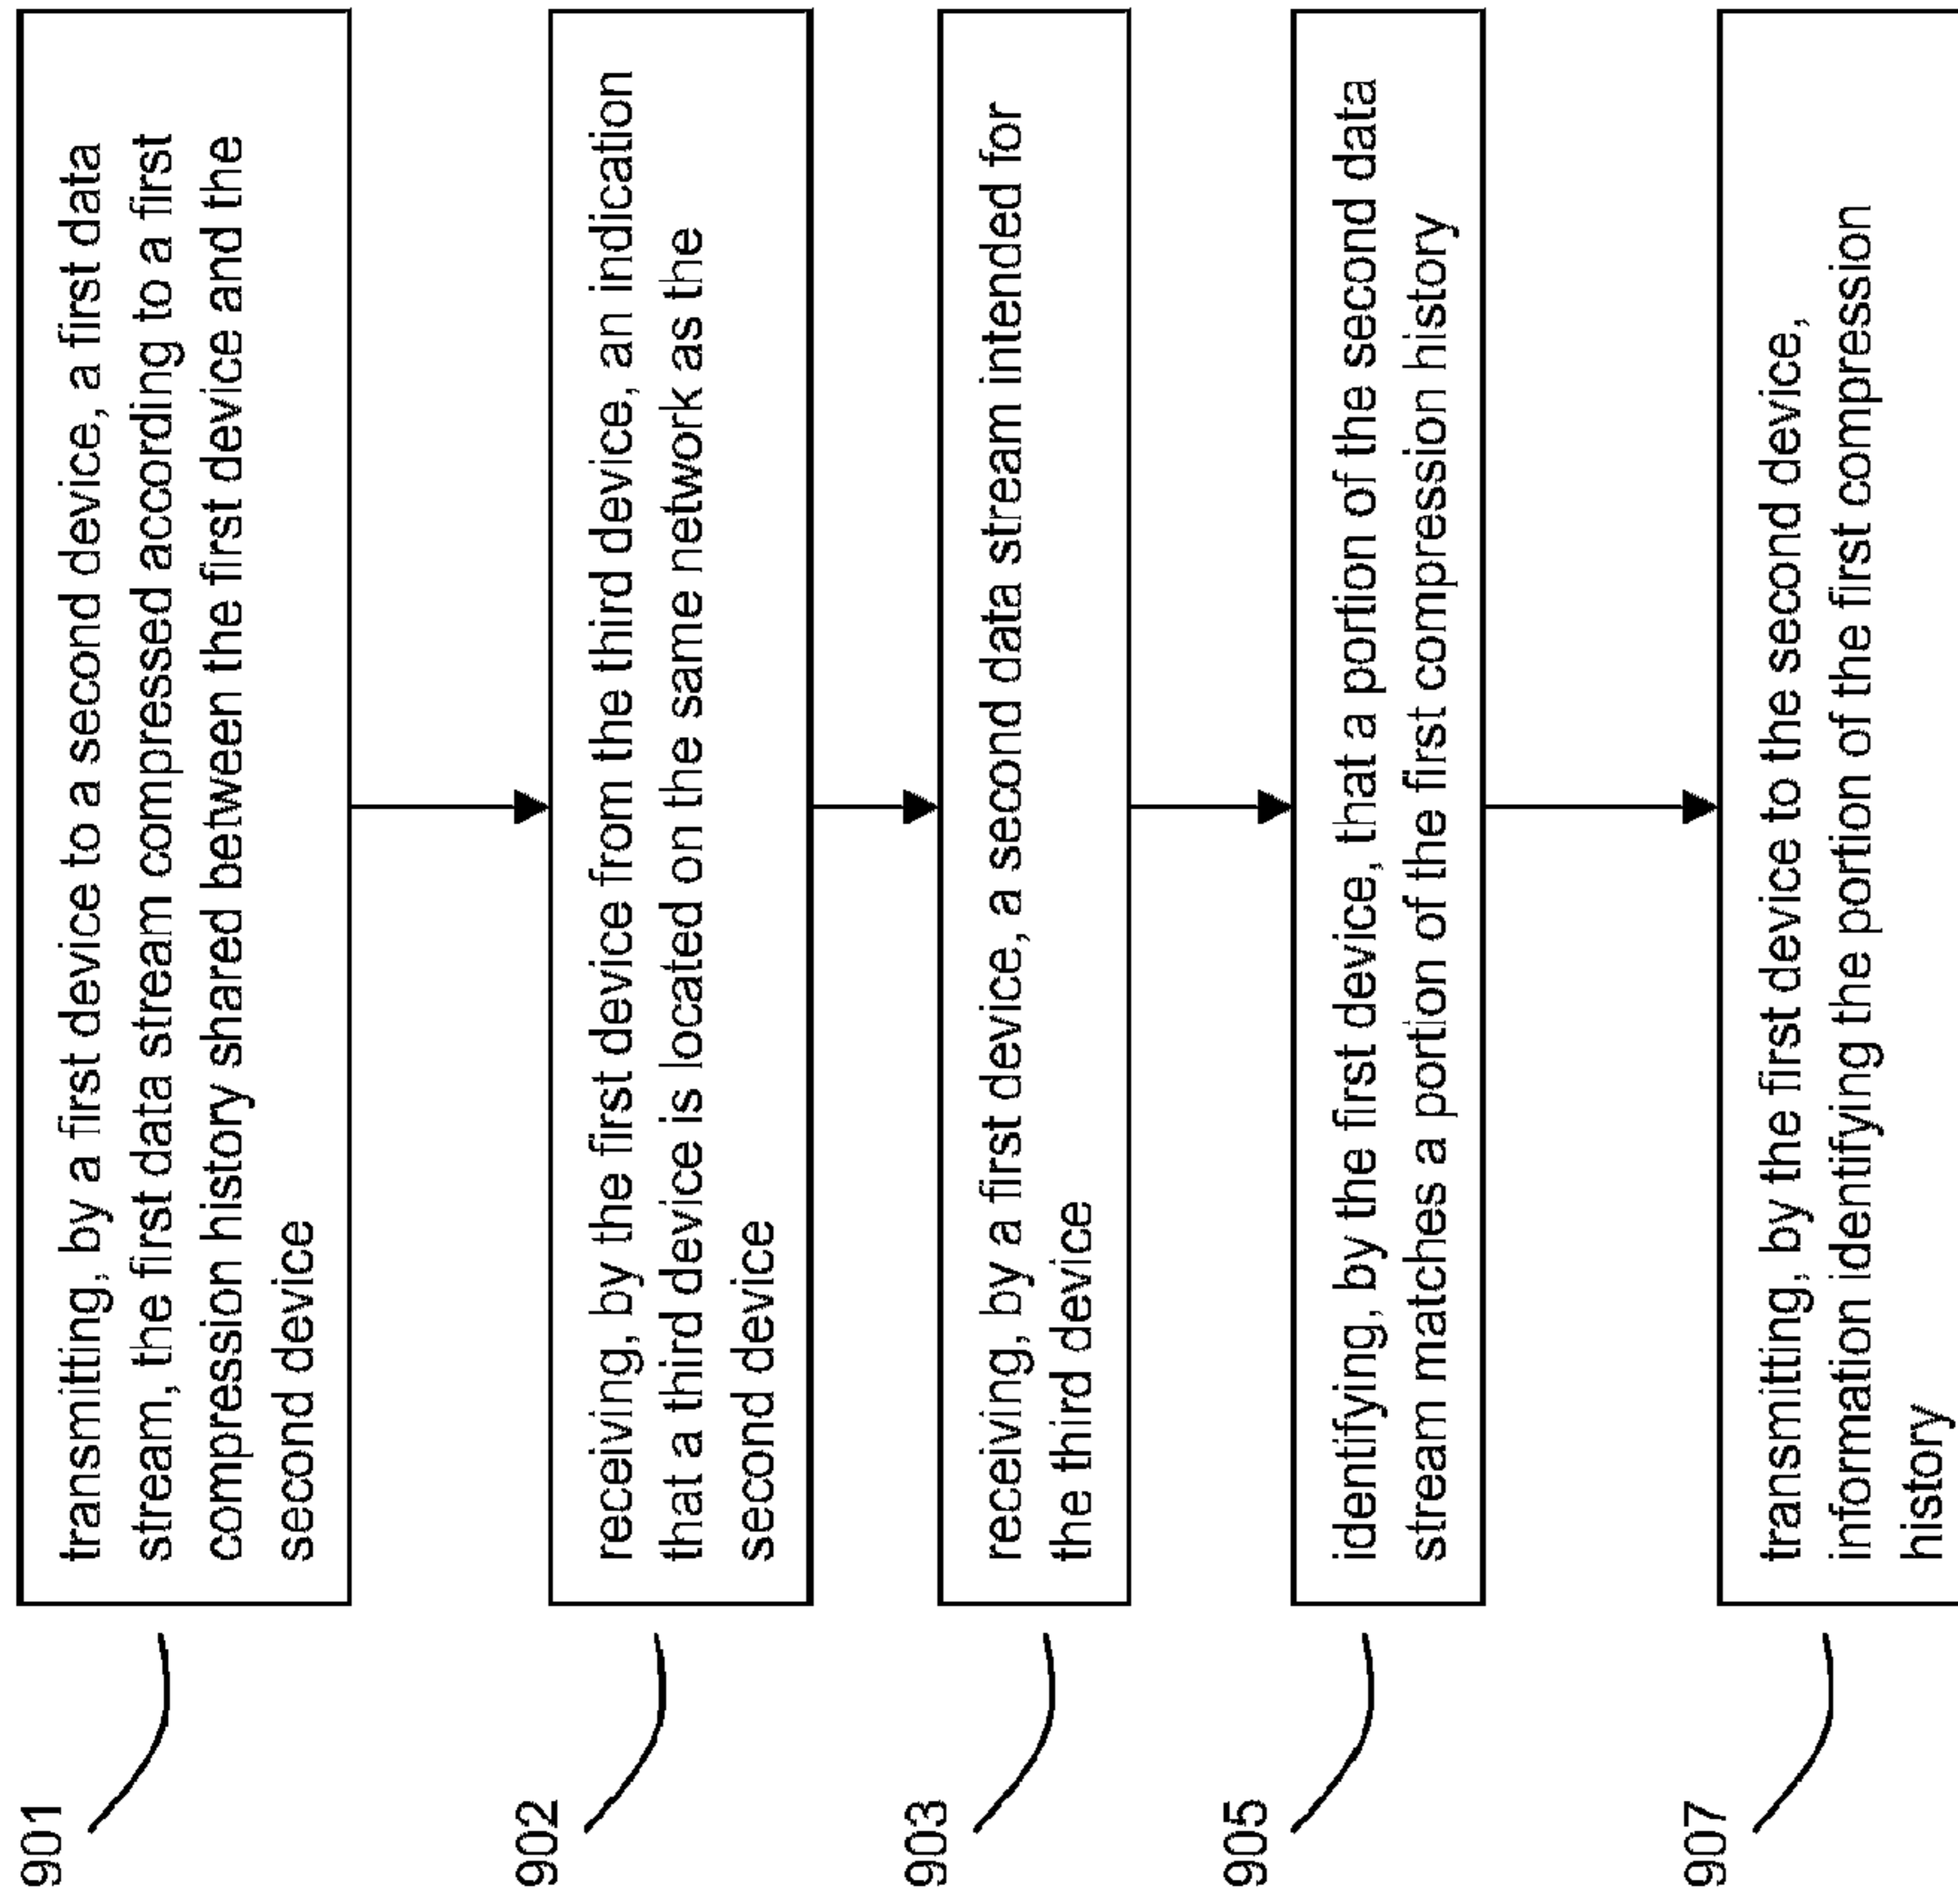 901
transmitting, by a first device to a second device, a first data
stream, the first data stream compressed according to a first
compression history shared between the first device and the
second device
902
receiving, by the first device from the third device, an indication
that a third device is located on the same network as the
second device
903
receiving, by a first device, a second data stream intended for
the third device
905
identifying, by the first device, that a portion of the second data
stream matches a portion of the first compression history
907
transmitting, by the first device to the second device,
information identifying the portion of the first compression
history